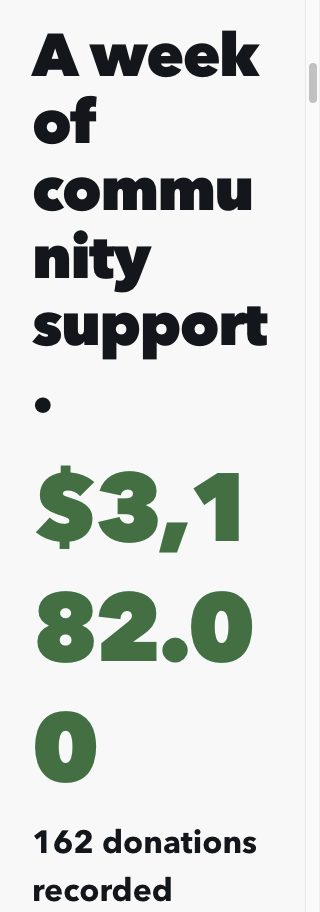 A week
of
commu
nity
support
.
$3,1
82.0
0
162 donations
recorded